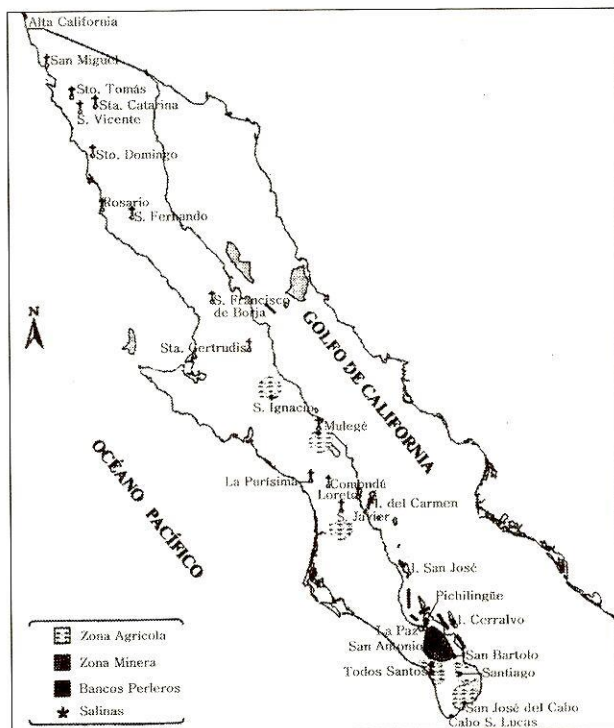 Alta California
San Miguel
Sto. Tomás
Sta. Catarina
S. Vicente
Sto. Domingo
Rosario
S. Fernando
S. Francisco
de Borja
N
Sta. Gertrudis
GOLFO DE CALIFORNIA
S. Ignacio
Mulegé
OCÉANO PACÍFICO
La Purísima
Comondú
Loreto
I. del Carmen
S. Javier
I. San José
Pichilingüe
La Paz
I. Cerralvo
San Antonio
San Bartolo
Todos Santos
Santiago
San José del Cabo
Cabo S. Lucas
Zona Agrícola
Zona Minera
Bancos Perleros
Salinas